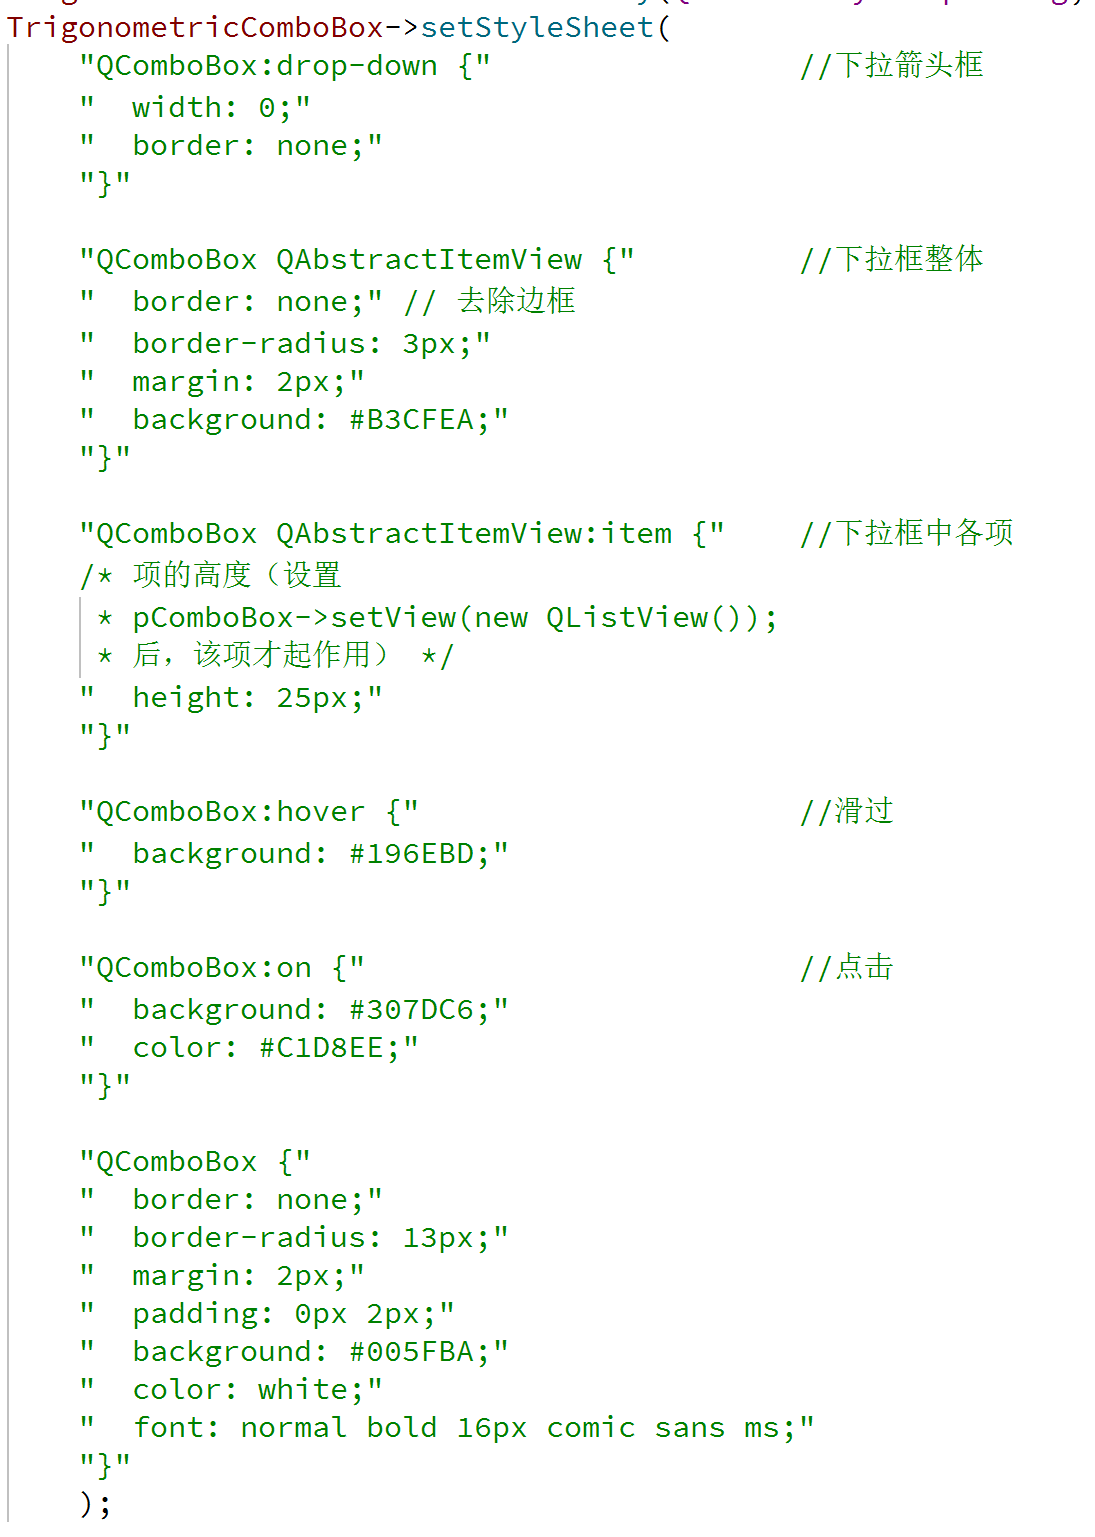 TrigonometricComboBox->setStyleSheet(
"QComboBox:drop-down {" //下拉箭头框
"  width: 0;"
"  border: none;"
"}"
"QComboBox QAbstractItemView {" //下拉框整体
"  border: none;" // 去除边框
"  border-radius: 3px;"
"  margin: 2px;"
"  background: #B3CFEA;"
"}"
"QComboBox QAbstractItemView:item {" //下拉框中各项
/* 项的高度（设置
* pComboBox->setView(new QListView());
* 后，该项才起作用） */
"  height: 25px;"
"}"
"QComboBox:hover {" //滑过
"  background: #196EBD;"
"}"
"QComboBox:on {" //点击
"  background: #307DC6;"
"  color: #C1D8EE;"
"}"
"QComboBox {"
"  border: none;"
"  border-radius: 13px;"
"  margin: 2px;"
"  padding: 0px 2px;"
"  background: #005FBA;"
"  color: white;"
"  font: normal bold 16px comic sans ms;"
"}"
);